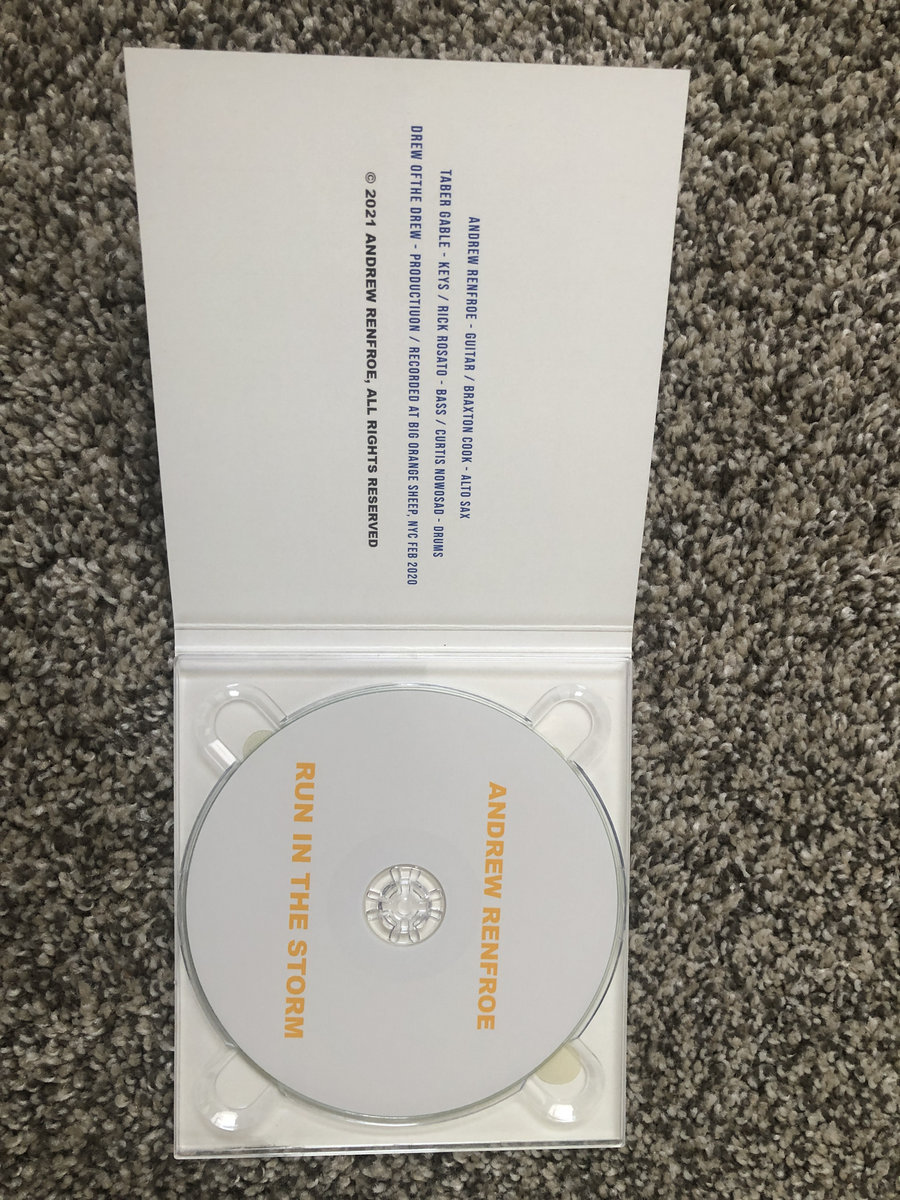 ANDREW RENFROE - GUITAR / BRAXTON COOK - ALTO SAX
TABER GABLE - KEYS / RICK ROSATO - BASS / CURTIS NOWOSAD - DRUMS
DREW OFTHE DREW - PRODUCTIUON / RECORDED AT BIG ORANGE SHEEP, NYC FEB 2020
© 2021 ANDREW RENFROE, ALL RIGHTS RESERVED
ANDREW RENFROE
RUN IN THE STORM